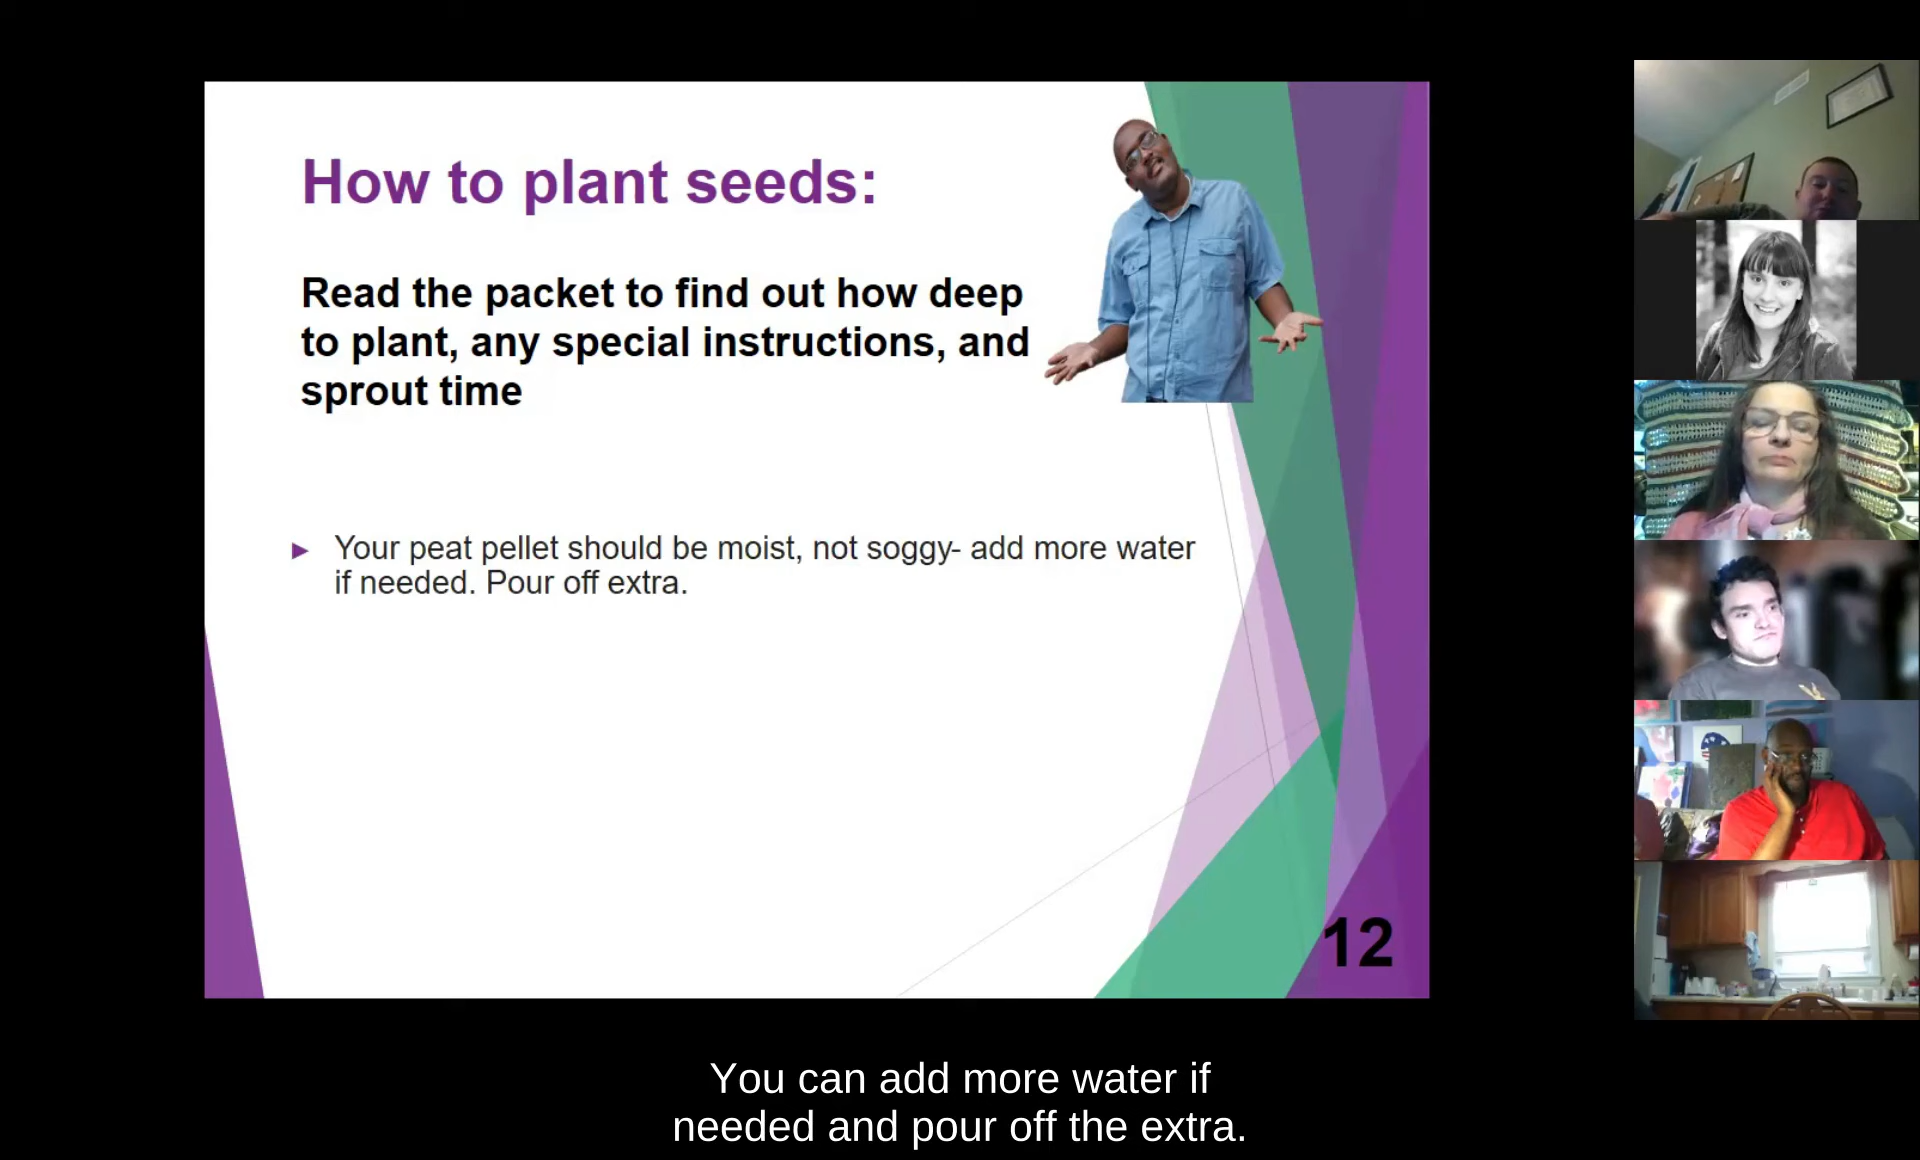 How to plant seeds:
Read the packet to find out how deep
to plant, any special instructions, and
sprout time
Your peat pellet should be moist, not soggy- add more water
if needed. Pour off extra.
12
You can add more water if
needed and pour off the extra.